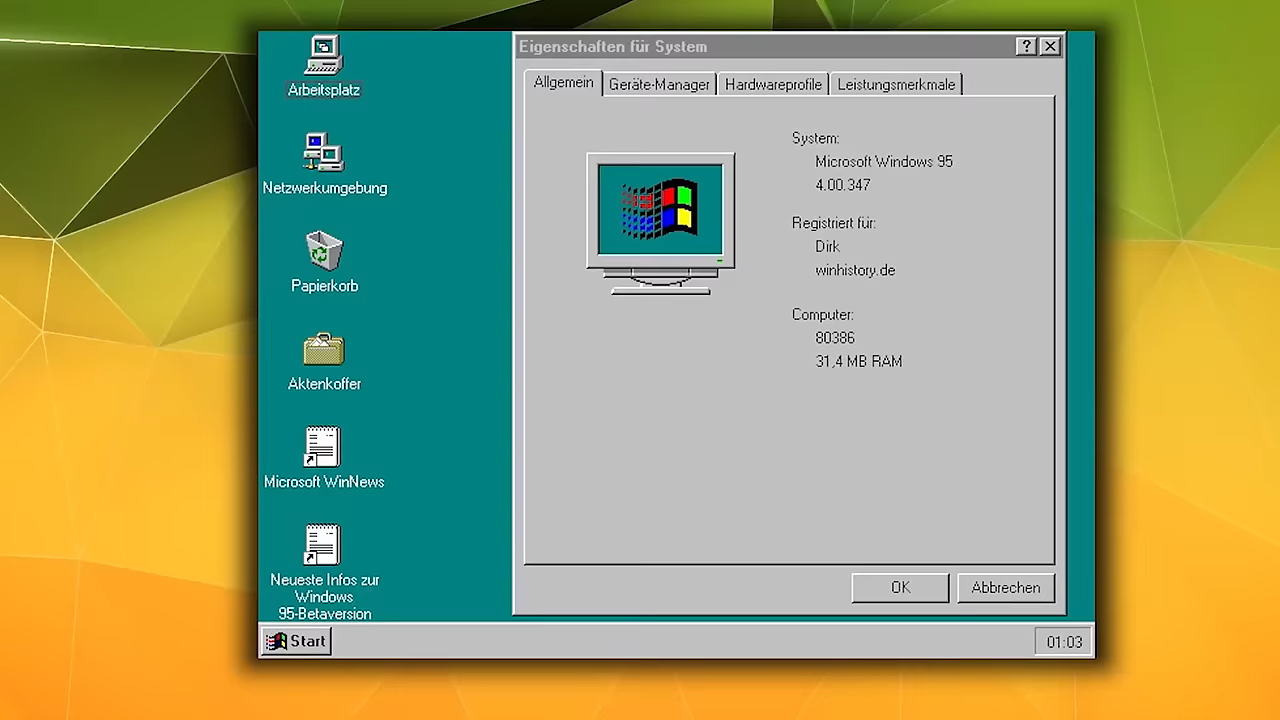 Arbeitsplatz
Netzwerkumgebung
Papierkorb
Aktenkoffer
Microsoft WinNews
Neueste Infos zur
Windows
95-Betaversion
Eigenschaften für System
? X
Allgemein Geräte-Manager Hardwareprofile Leistungsmerkmale
System:
Microsoft Windows 95
4.00.347
Registriert für:
Dirk
winhistory.de
Computer:
80386
31,4 MB RAM
OK Abbrechen
Start 01:03